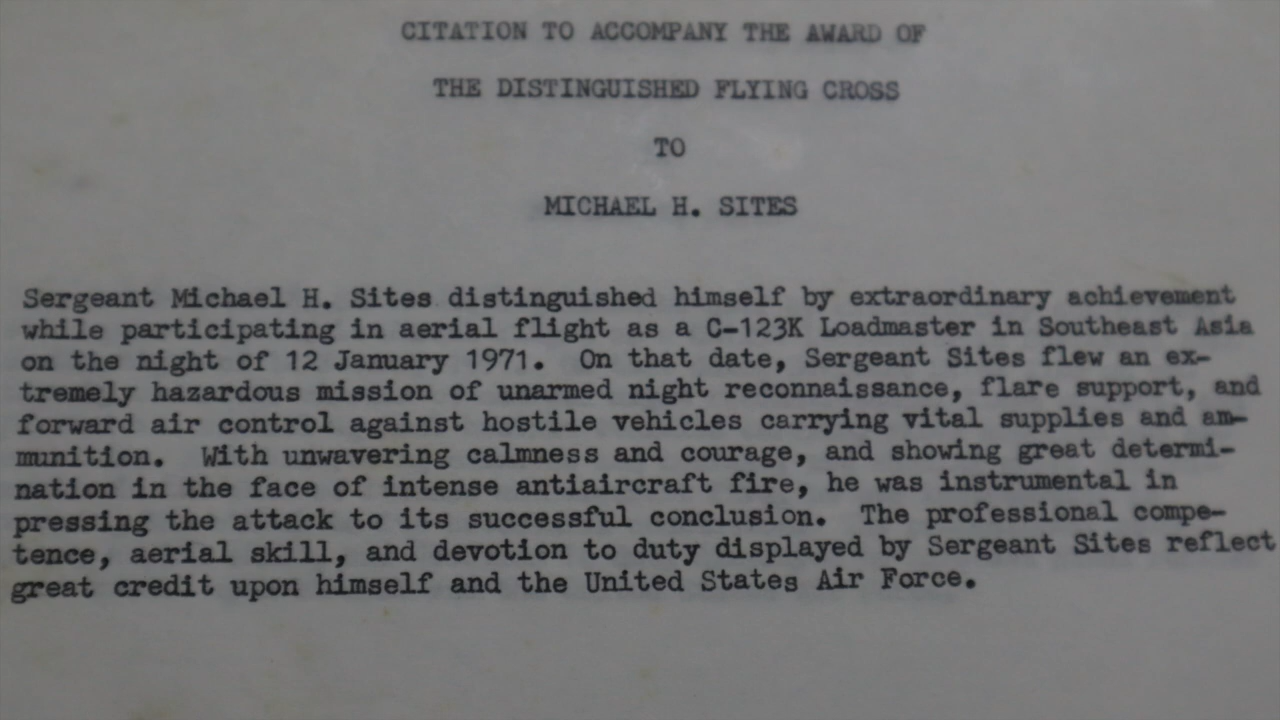 CITATION TO ACCOMPANY THE AWARD OF
THE DISTINGUISHED FLYING CROSS
TO
MICHAEL H. SITES
Sergeant Michael H. Sites distinguished himself by extraordinary achievement
while participating in aerial flight as a C-123K Loadmaster in Southeast Asia
on the night of 12 January 1971. On that date, Sergeant Sites flew an ex-
tremely hazardous mission of unarmed night reconnaissance, flare support, and
forward air control against hostile vehicles carrying vital supplies and am-
munition. With unwavering calmness and courage, and showing great determi-
nation in the face of intense antiaircraft fire, he was instrumental in
pressing the attack to its successful conclusion. The professional compe-
tence, aerial skill, and devotion to duty displayed by Sergeant Sites reflect
great credit upon himself and the United States Air Force.